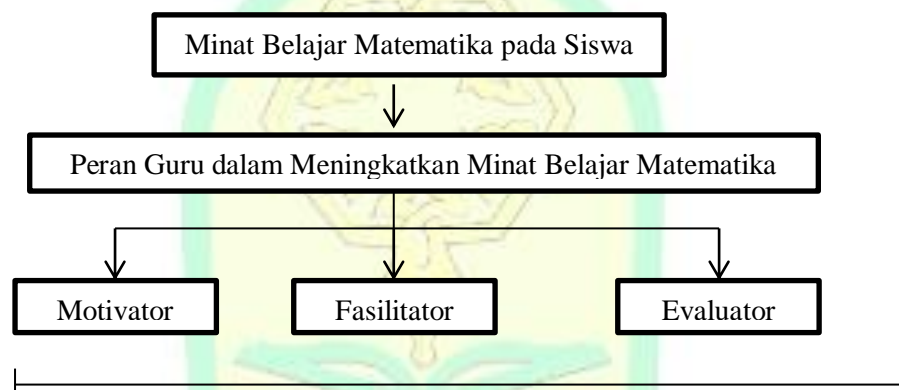 Minat Belajar Matematika pada Siswa
Peran Guru dalam Meningkatkan Minat Belajar Matematika
Motivator
Fasilitator
Evaluator